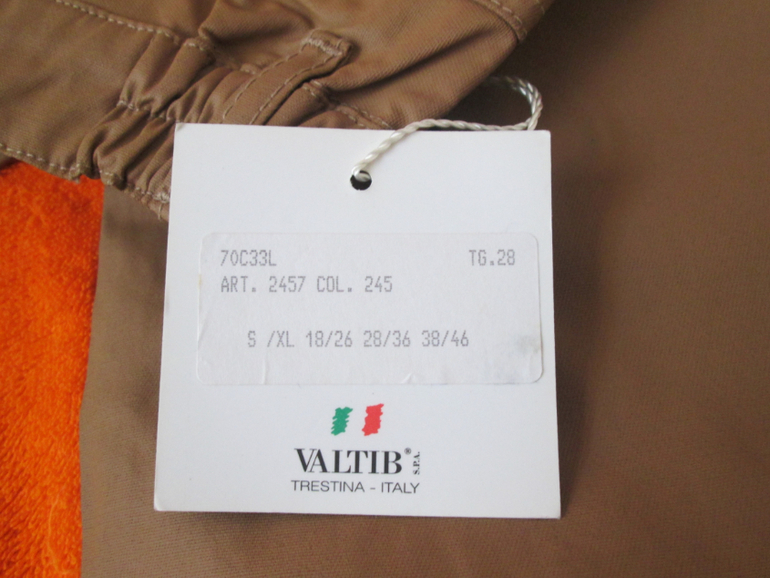 70C33L TG.28
ART. 2457 COL. 245
S /XL 18/26 28/36 38/46
VALTIB® S.P.A.
TRESTINA - ITALY